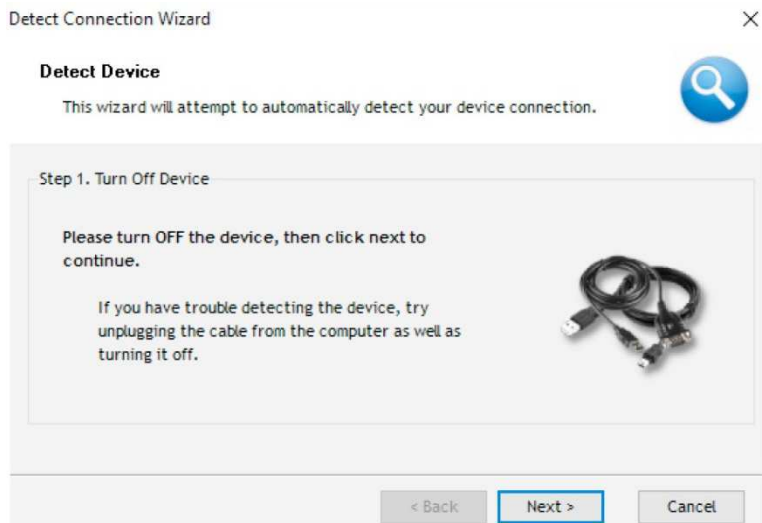 Detect Connection Wizard
Detect Device
This wizard will attempt to automatically detect your device connection.
Step 1. Turn Off Device
Please turn OFF the device, then click next to
continue.
If you have trouble detecting the device, try
unplugging the cable from the computer as well as
turning it off.
< Back
Next >
Cancel